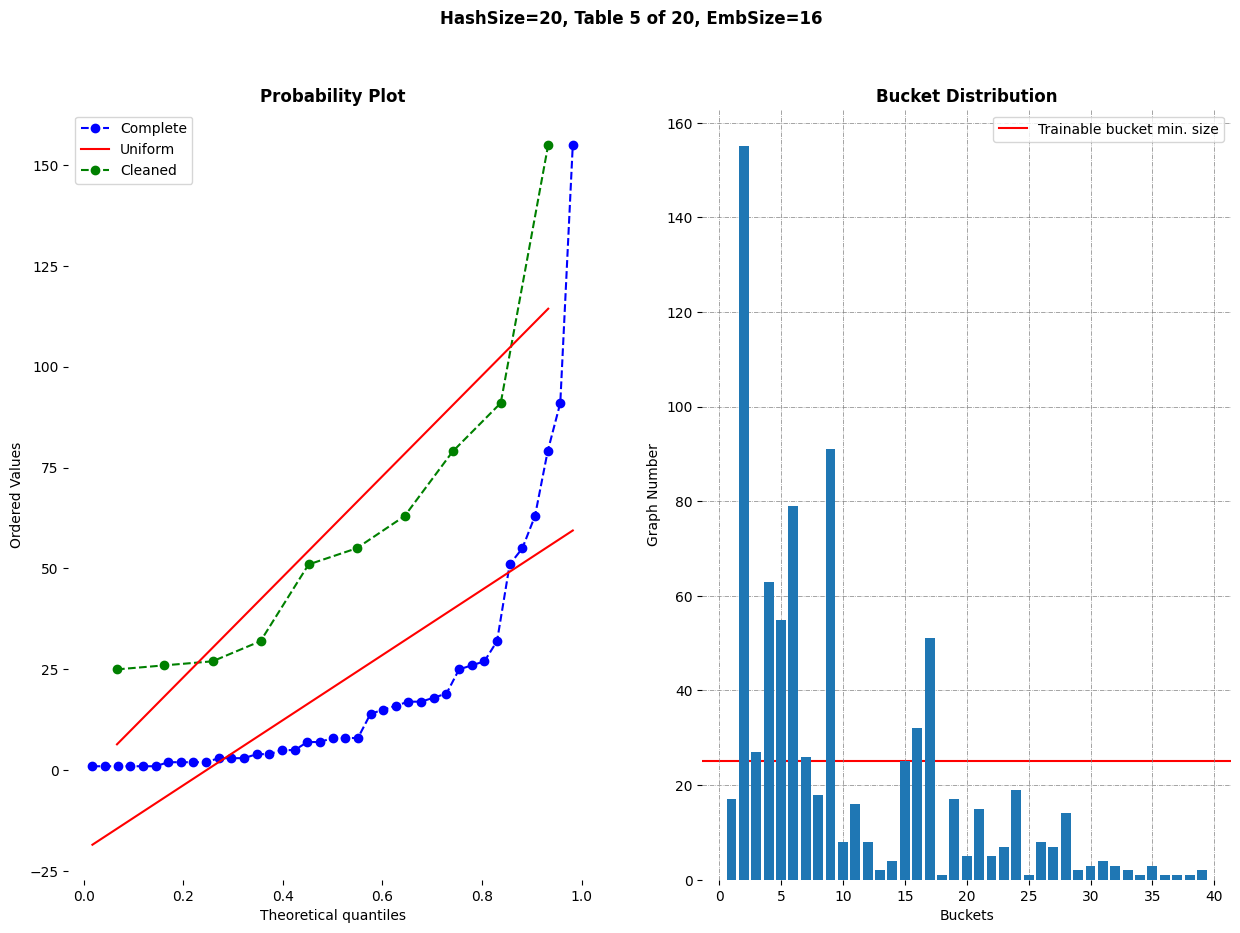 HashSize=20, Table 5 of 20, EmbSize=16
Probability Plot
Complete
Uniform
Cleaned
150
125
100
75
50
25
0
−25
Ordered Values
0.0 0.2 0.4 0.6 0.8 1.0
Theoretical quantiles
Bucket Distribution
Trainable bucket min. size
160
140
120
100
80
60
40
20
0
Graph Number
0 5 10 15 20 25 30 35 40
Buckets